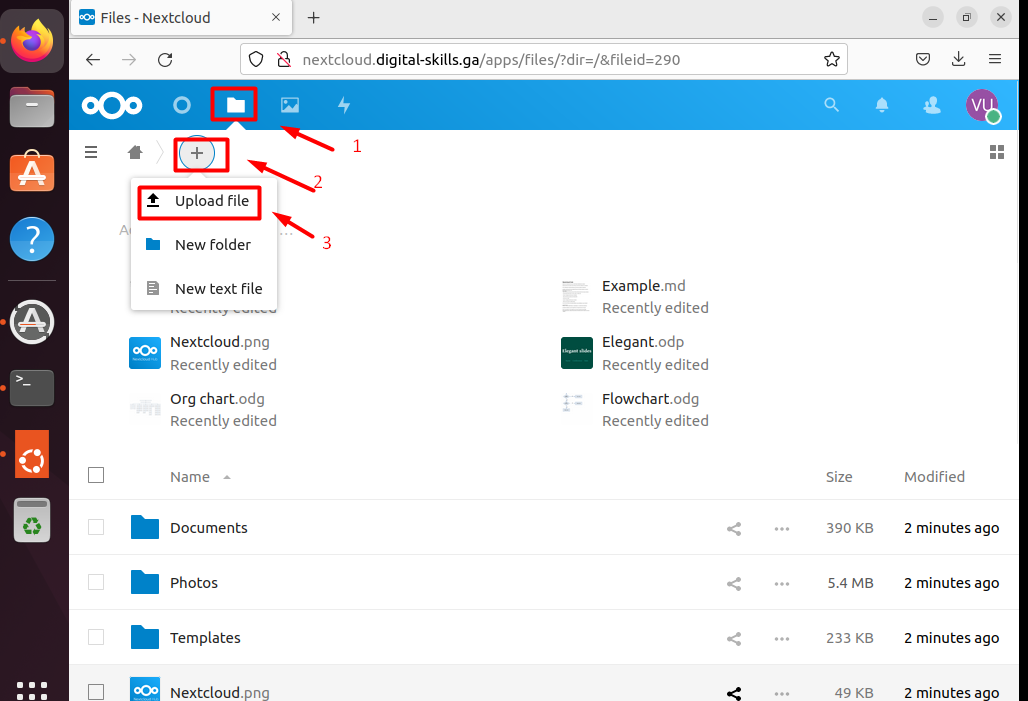 Files - Nextcloud
nextcloud.digital-skills.ga/apps/files/?dir=/&fileid=290
VU
1
2
3
Upload file
New folder
New text file
Recently edited
Example.md
Recently edited
Nextcloud.png
Recently edited
Elegant slides
Elegant.odp
Recently edited
Org chart.odg
Recently edited
Flowchart.odg
Recently edited
Name Size Modified
Documents 390 KB 2 minutes ago
Photos 5.4 MB 2 minutes ago
Templates 233 KB 2 minutes ago
Nextcloud.png 49 KB 2 minutes ago